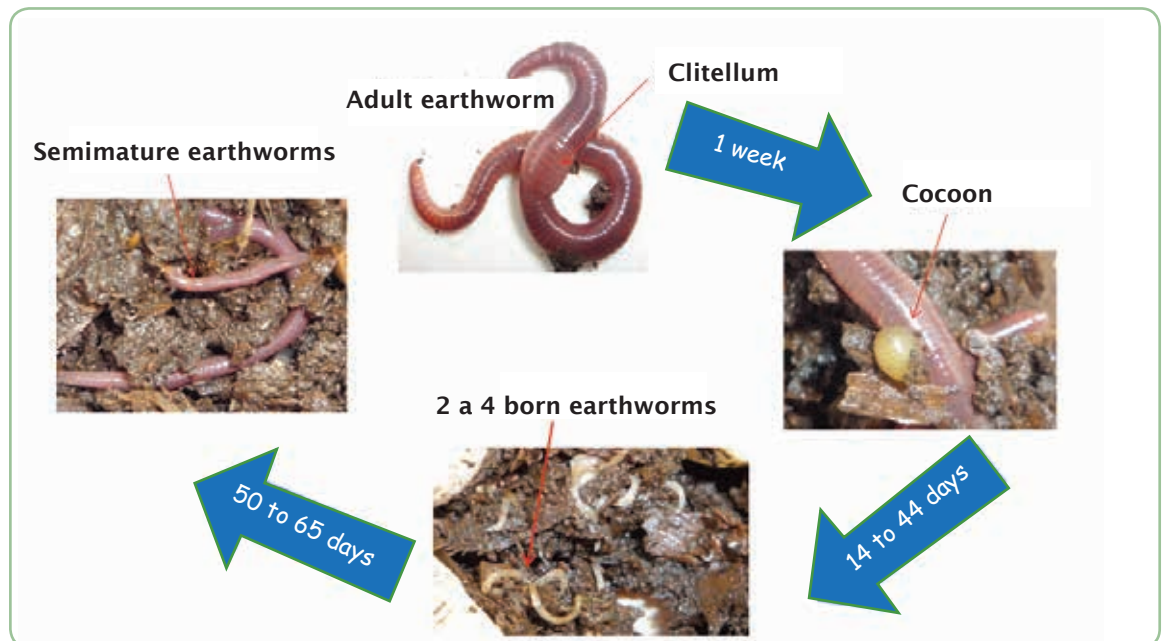 Adult earthworm
Clitellum
1 week
Cocoon
14 to 44 days
2 a 4 born earthworms
50 to 65 days
Semimature earthworms